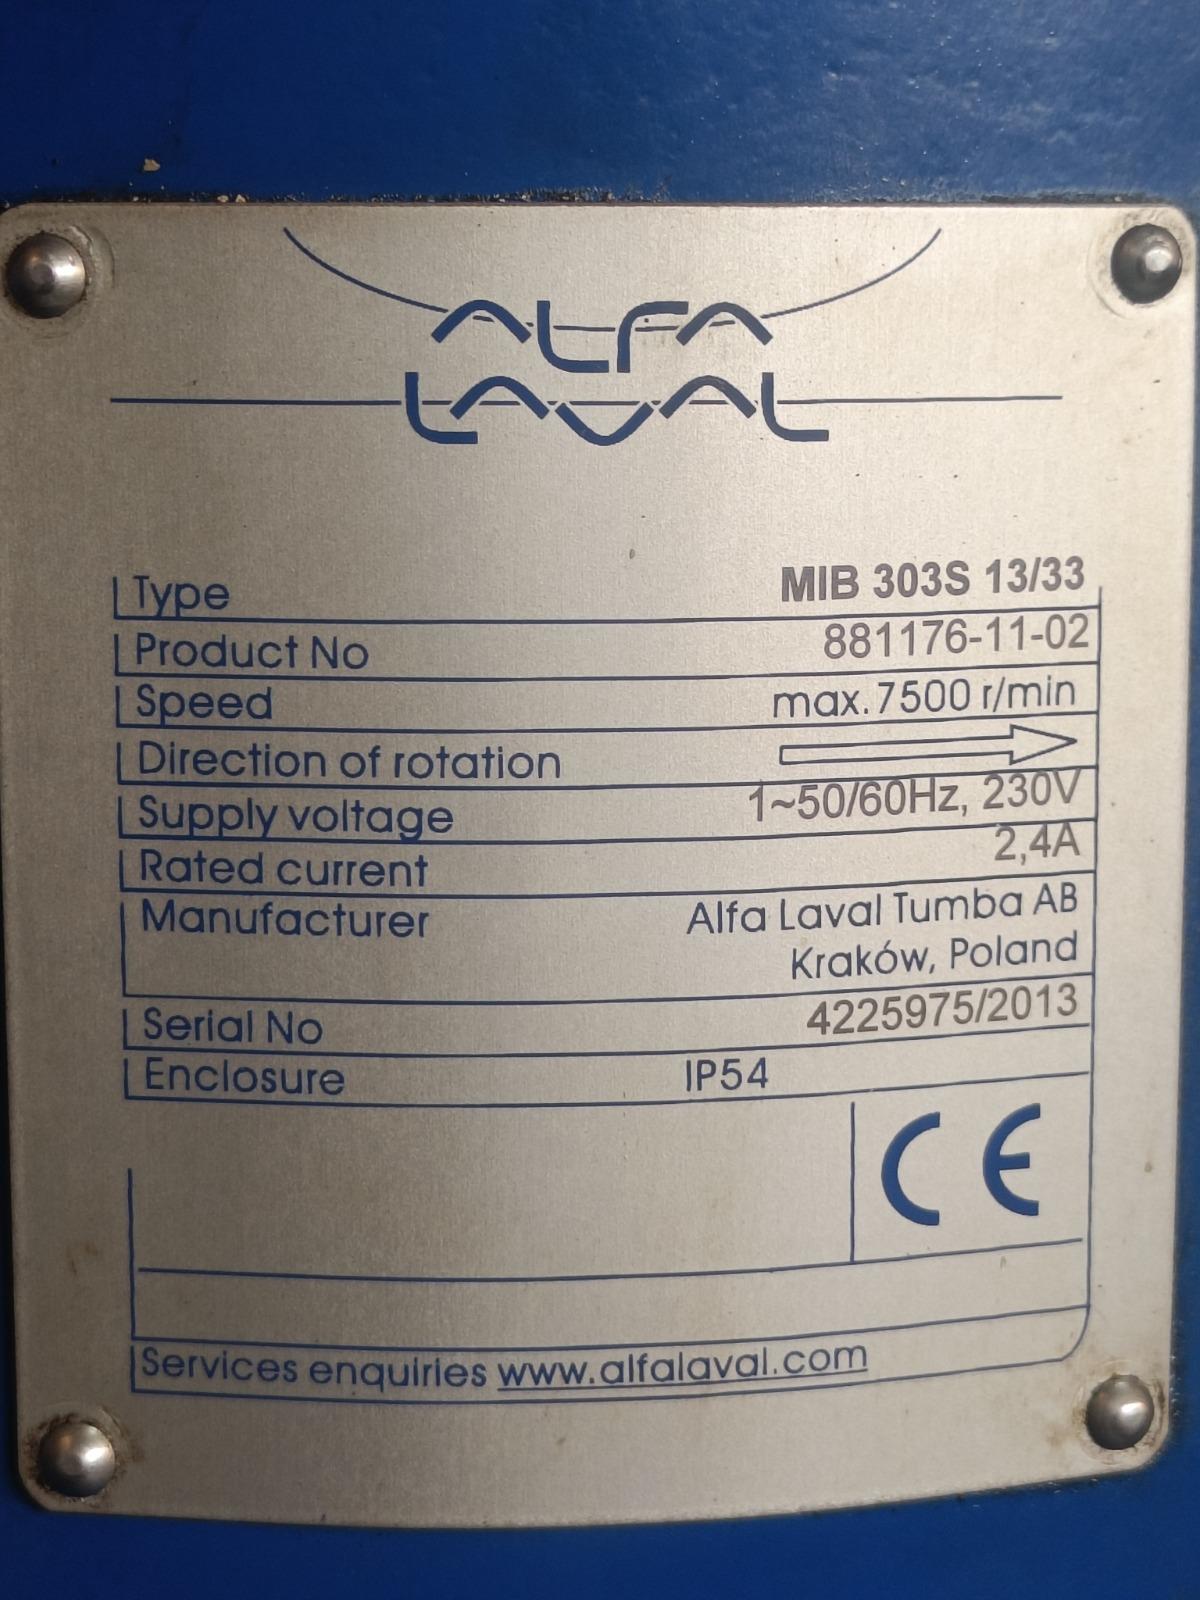 ALFA
LAVAL
Type MIB 303S 13/33
Product No 881176-11-02
Speed max. 7500 r/min
Direction of rotation
Supply voltage 1~50/60Hz, 230V
Rated current 2,4A
Manufacturer Alfa Laval Tumba AB
Kraków, Poland
Serial No 4225975/2013
Enclosure IP54
CE
Services enquiries www.alfalaval.com